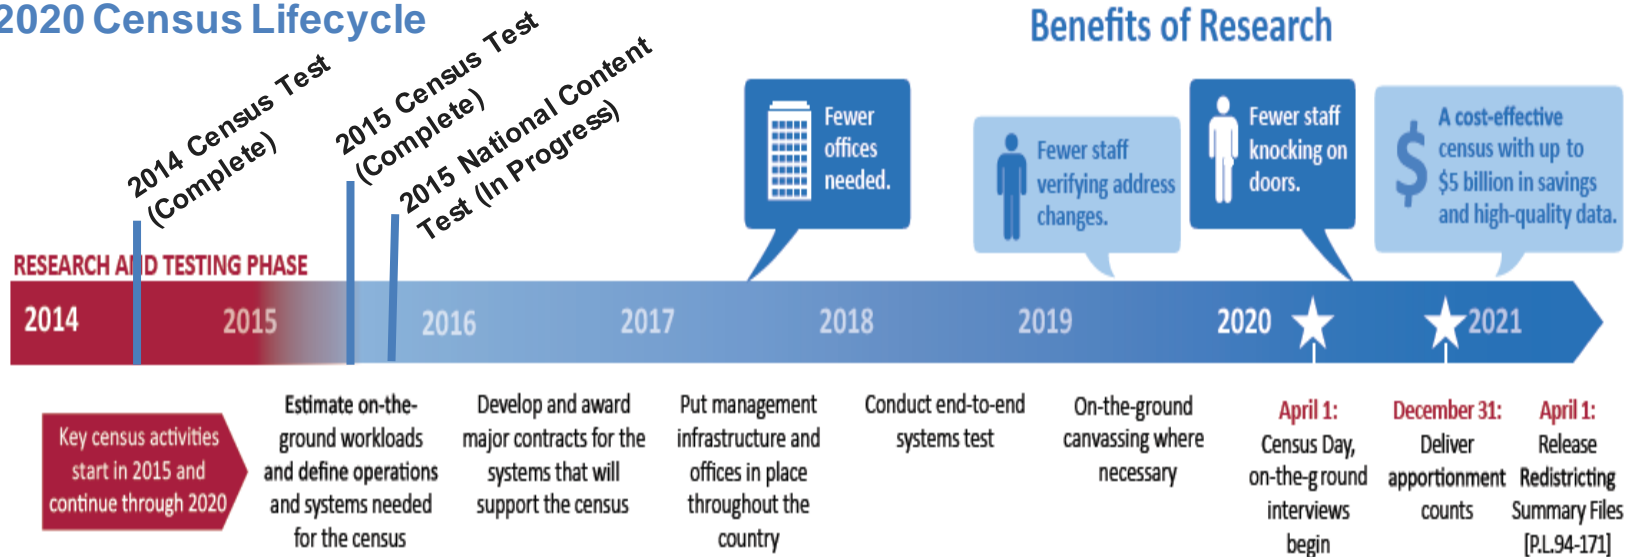 2020 Census Lifecycle
Benefits of Research
2014 Census Test
(Complete)
2015 Census Test
(Complete)
2015 National Content
Test (In Progress)
Fewer
offices
needed.
Fewer staff
verifying address
changes.
Fewer staff
knocking on
doors.
$
A cost-effective
census with up to
$5 billion in savings
and high-quality data.
RESEARCH AND TESTING PHASE
2014
2015
2016
2017
2018
2019
2020
2021
Key census activities
start in 2015 and
continue through 2020
Estimate on-the-
ground workloads
and define operations
and systems needed
for the census
Develop and award
major contracts for the
systems that will
support the census
Put management
infrastructure and
offices in place
throughout the
country
Conduct end-to-end
systems test
On-the-ground
canvassing where
necessary
April 1:
Census Day,
on-the-ground
interviews
begin
December 31:
Deliver
apportionment
counts
April 1:
Release
Redistricting
Summary Files
[P.L.94-171]